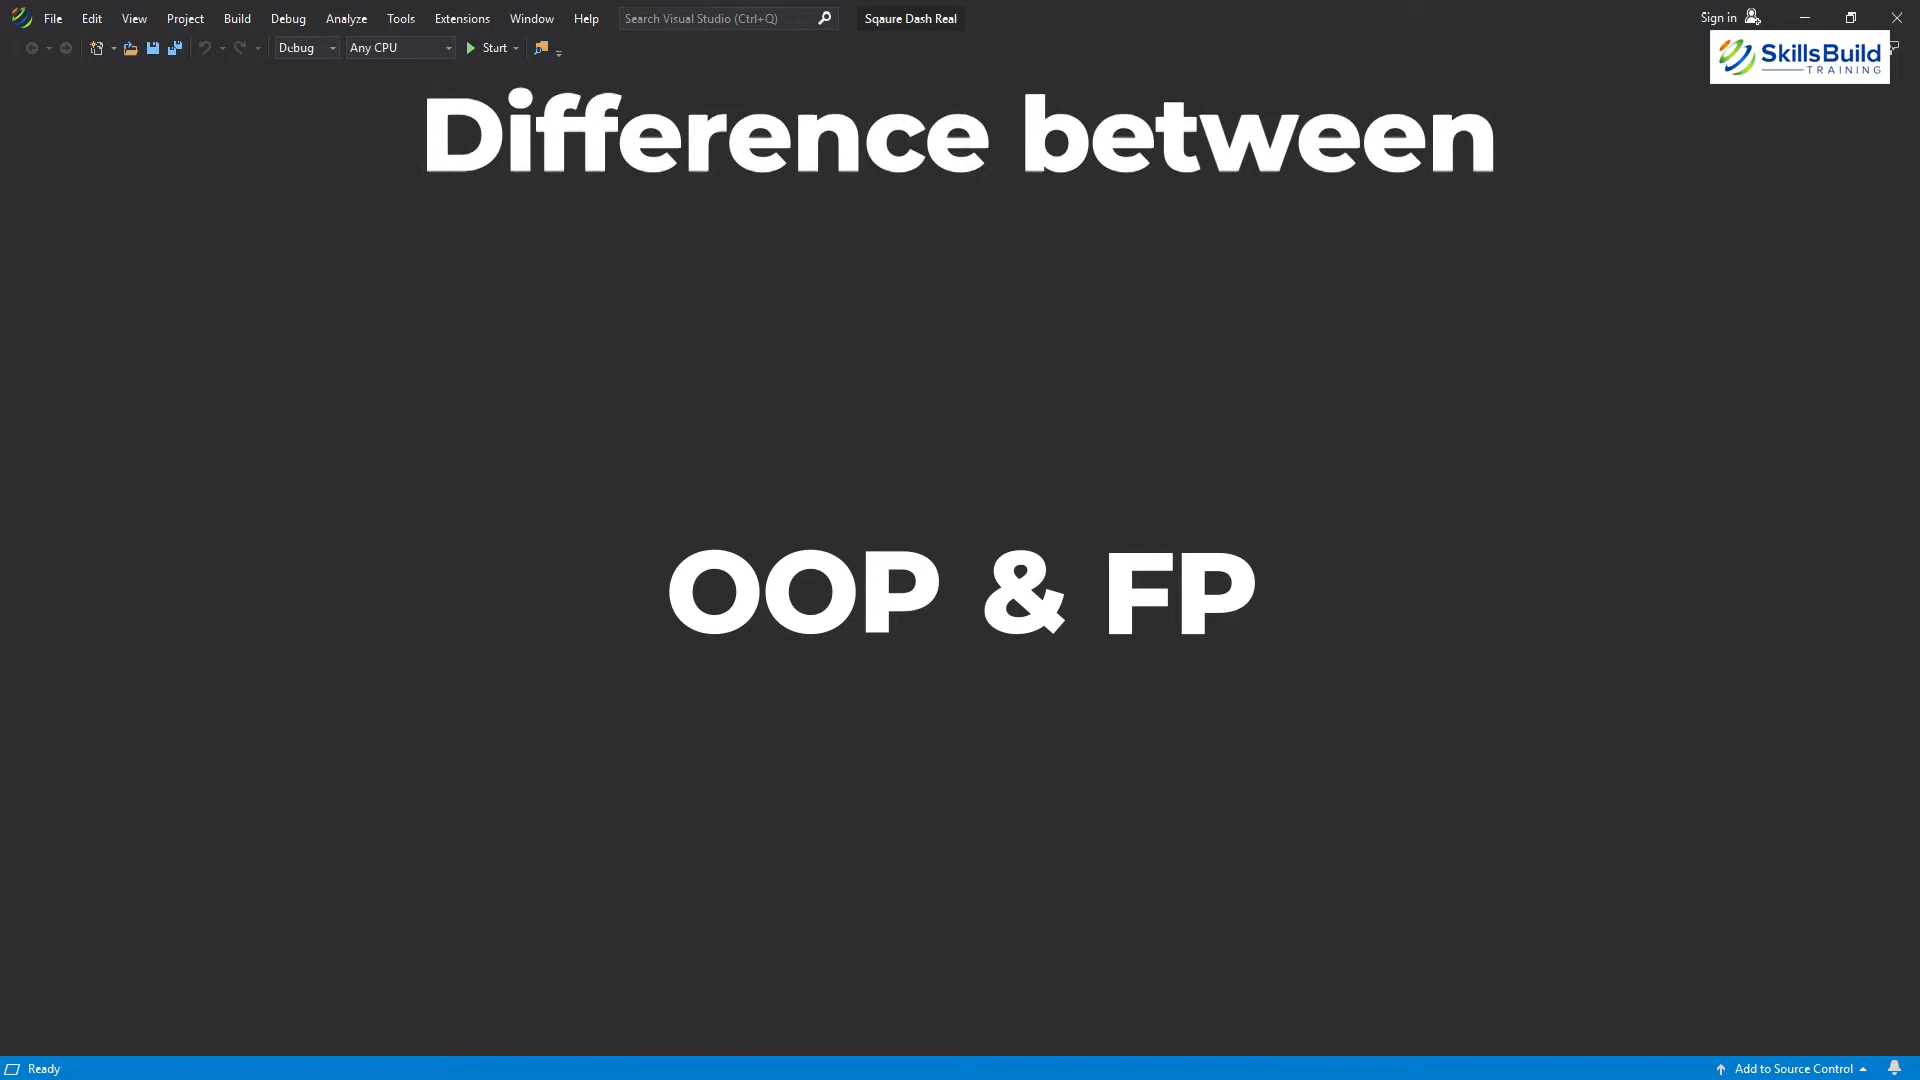 File Edit View Project Build Debug Analyze Tools Extensions Window Help Search Visual Studio (Ctrl+Q) Sqaure Dash Real Sign in
Debug Any CPU Start
SkillsBuild
TRAINING
Difference between
OOP & FP
Ready Add to Source Control